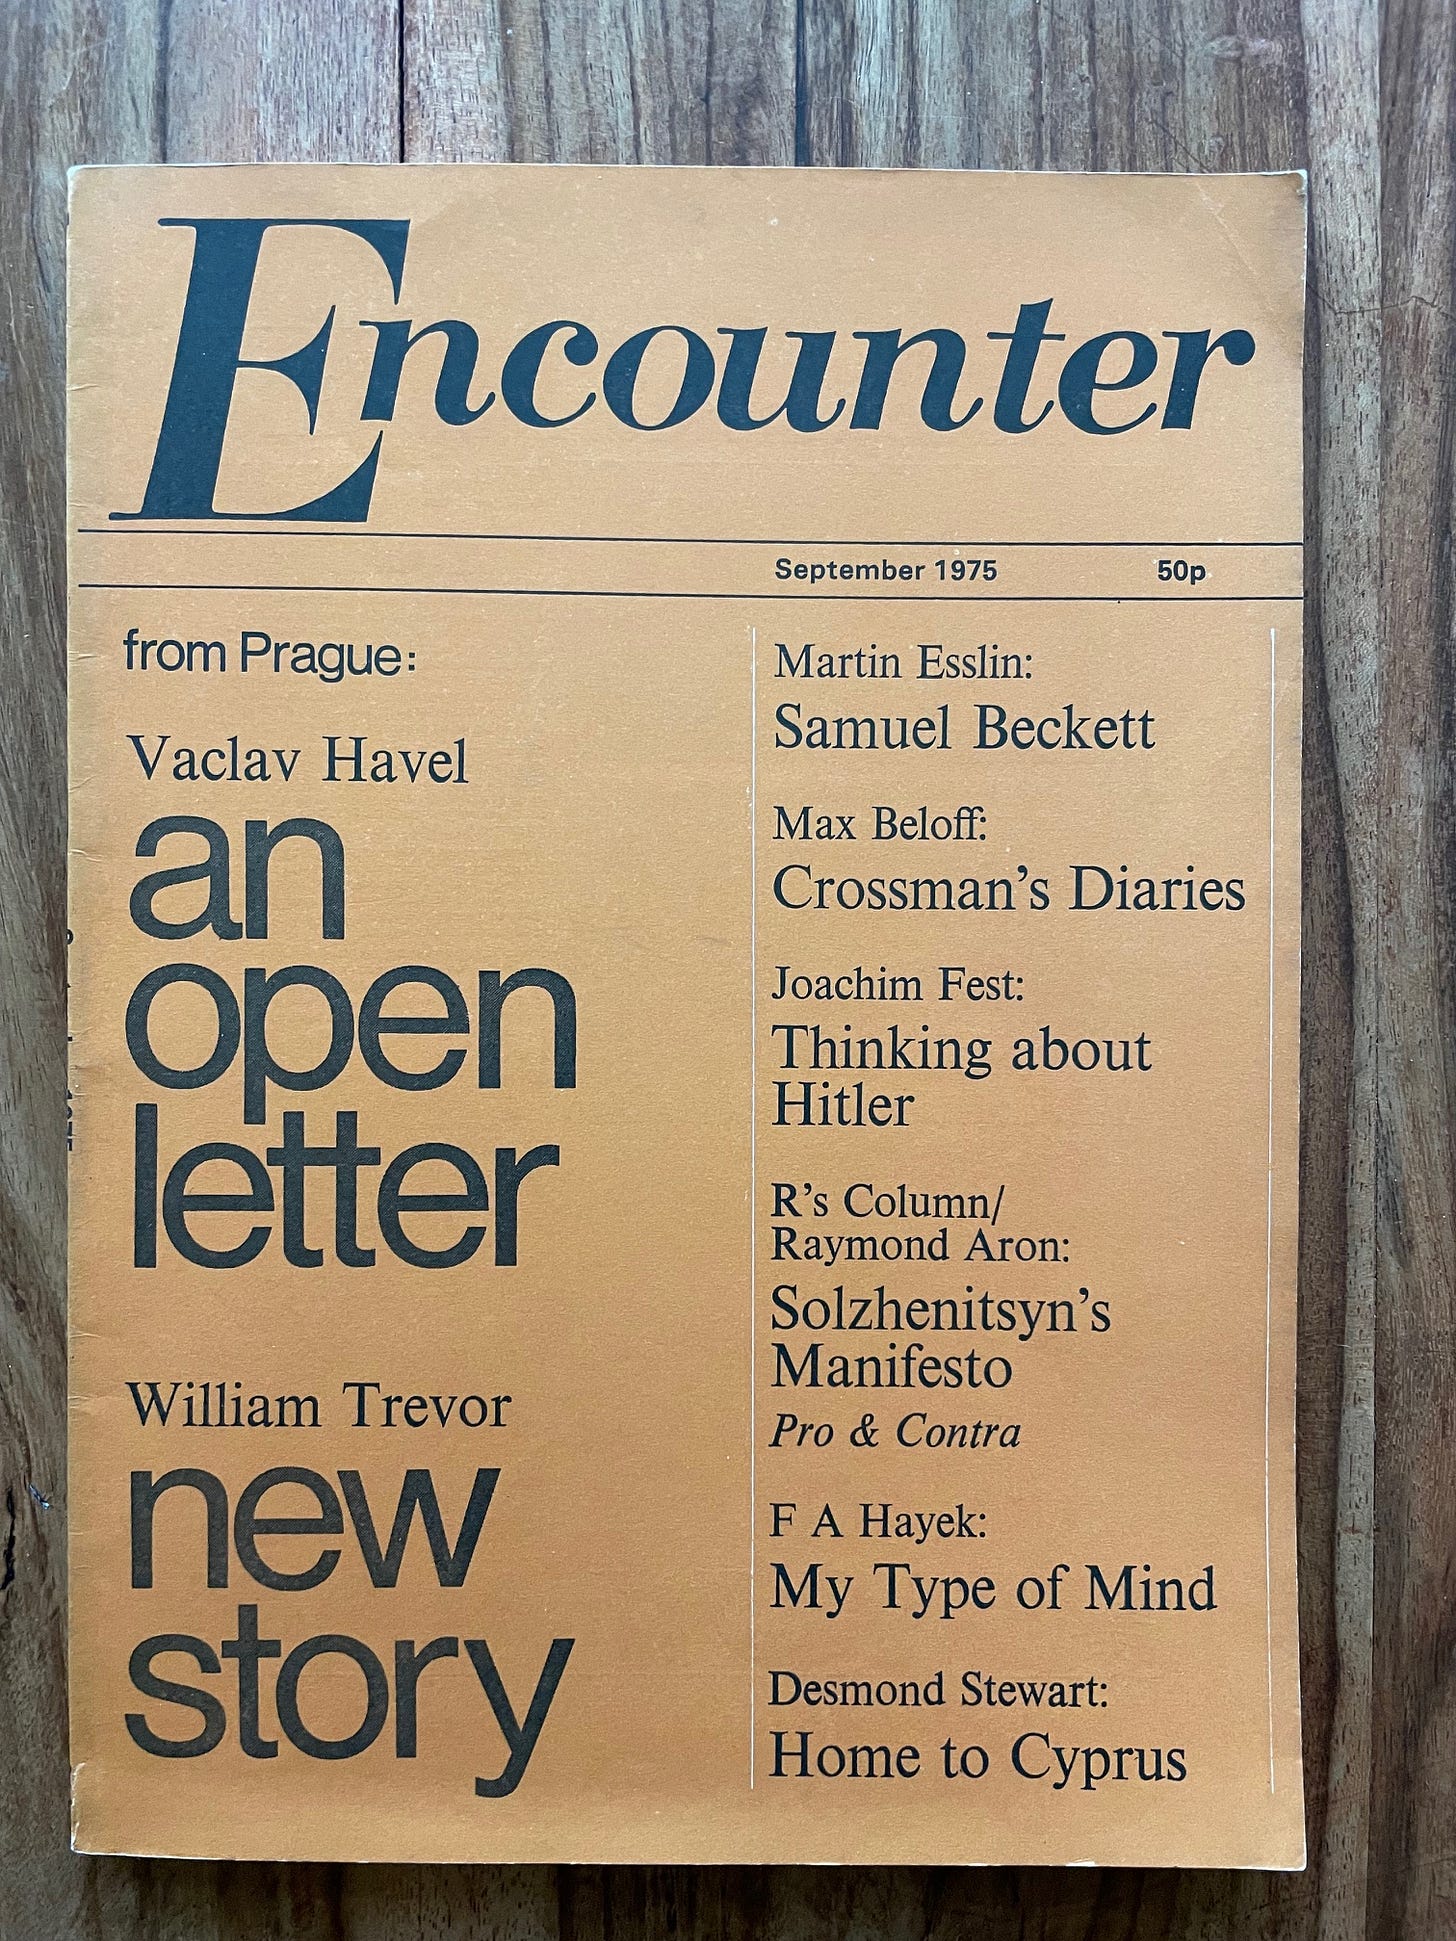 Encounter
September 1975 50p
from Prague:
Vaclav Havel
an
open
letter
William Trevor
new
story
Martin Esslin:
Samuel Beckett
Max Beloff:
Crossman's Diaries
Joachim Fest:
Thinking about
Hitler
R's Column/
Raymond Aron:
Solzhenitsyn's
Manifesto
Pro & Contra
F A Hayek:
My Type of Mind
Desmond Stewart:
Home to Cyprus